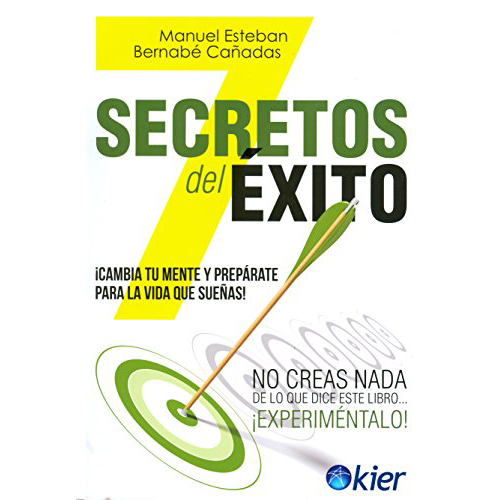 Manuel Esteban
Bernabé Cañadas
7
SECRETOS
del ÉXITO
¡CAMBIA TU MENTE Y PREPÁRATE
PARA LA VIDA QUE SUEÑAS!
NO CREAS NADA
DE LO QUE DICE ESTE LIBRO...
¡EXPERIMÉNTALO!
kier